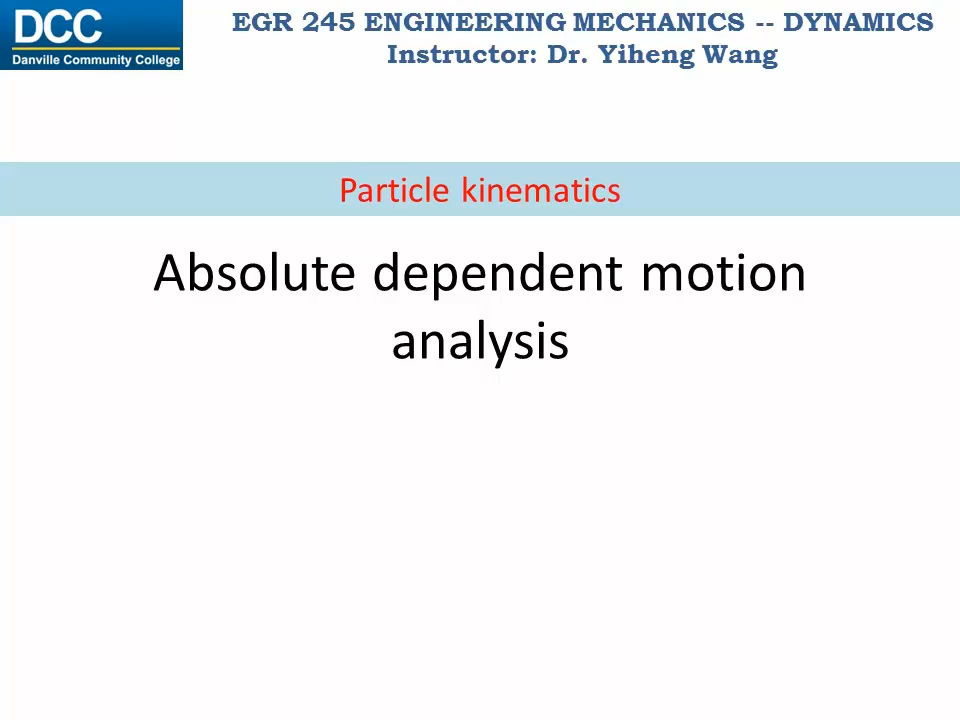 DCC
Danville Community College
EGR 245 ENGINEERING MECHANICS -- DYNAMICS
Instructor: Dr. Yiheng Wang
Particle kinematics
Absolute dependent motion
analysis